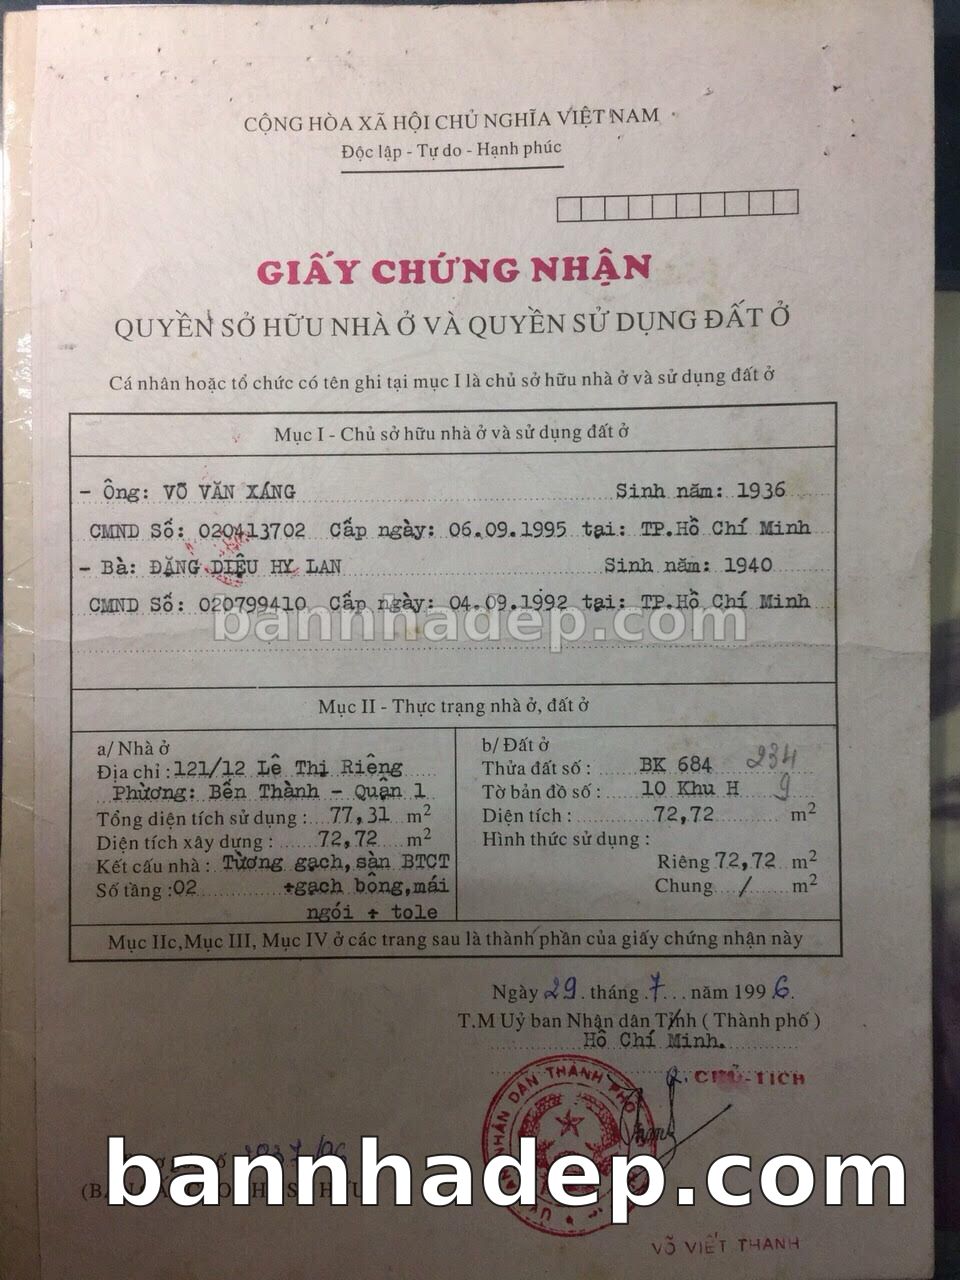 CỘNG HÒA XÃ HỘI CHỦ NGHĨA VIỆT NAM
Độc lập - Tự do - Hạnh phúc
GIẤY CHỨNG NHẬN
QUYỀN SỞ HỮU NHÀ Ở VÀ QUYỀN SỬ DỤNG ĐẤT Ở
Cá nhân hoặc tổ chức có tên ghi tại mục I là chủ sở hữu nhà ở và sử dụng đất ở
Mục I - Chủ sở hữu nhà ở và sử dụng đất ở
- Ông: VÕ VĂN XÁNG Sinh năm: 1936
CMND Số: 020413702 Cấp ngày: 06.09.1995 tại: TP.Hồ Chí Minh
- Bà: ĐẶNG DIỆU HY LAN Sinh năm: 1940
CMND Số: 020799410 Cấp ngày: 04.09.1992 tại: TP.Hồ Chí Minh
bannhadep.com
Mục II - Thực trạng nhà ở, đất ở
a/ Nhà ở
Địa chỉ : 121/12 Lê Thị Riêng
Phường: Bến Thành - Quận 1
Tổng diện tích sử dụng : 77,31 m²
Diện tích xây dựng : 72,72 m²
Kết cấu nhà : Tường gạch, sàn BTCT
Số tầng : 02 +gạch bông, mái
ngói + tole
b/ Đất ở
Thửa đất số : BK 684 234
Tờ bản đồ số : 10 Khu H 9
Diện tích : 72,72 m²
Hình thức sử dụng :
Riêng 72,72 m²
Chung / m²
Mục IIc, Mục III, Mục IV ở các trang sau là thành phần của giấy chứng nhận này
Ngày 29 tháng 7 năm 1996.
T.M Uỷ ban Nhân dân Tỉnh ( Thành phố )
Hồ Chí Minh.
CHỦ-TỊCH
NHÂN DÂN THÀNH PHỐ
bannhadep.com
VÕ VIẾT THANH